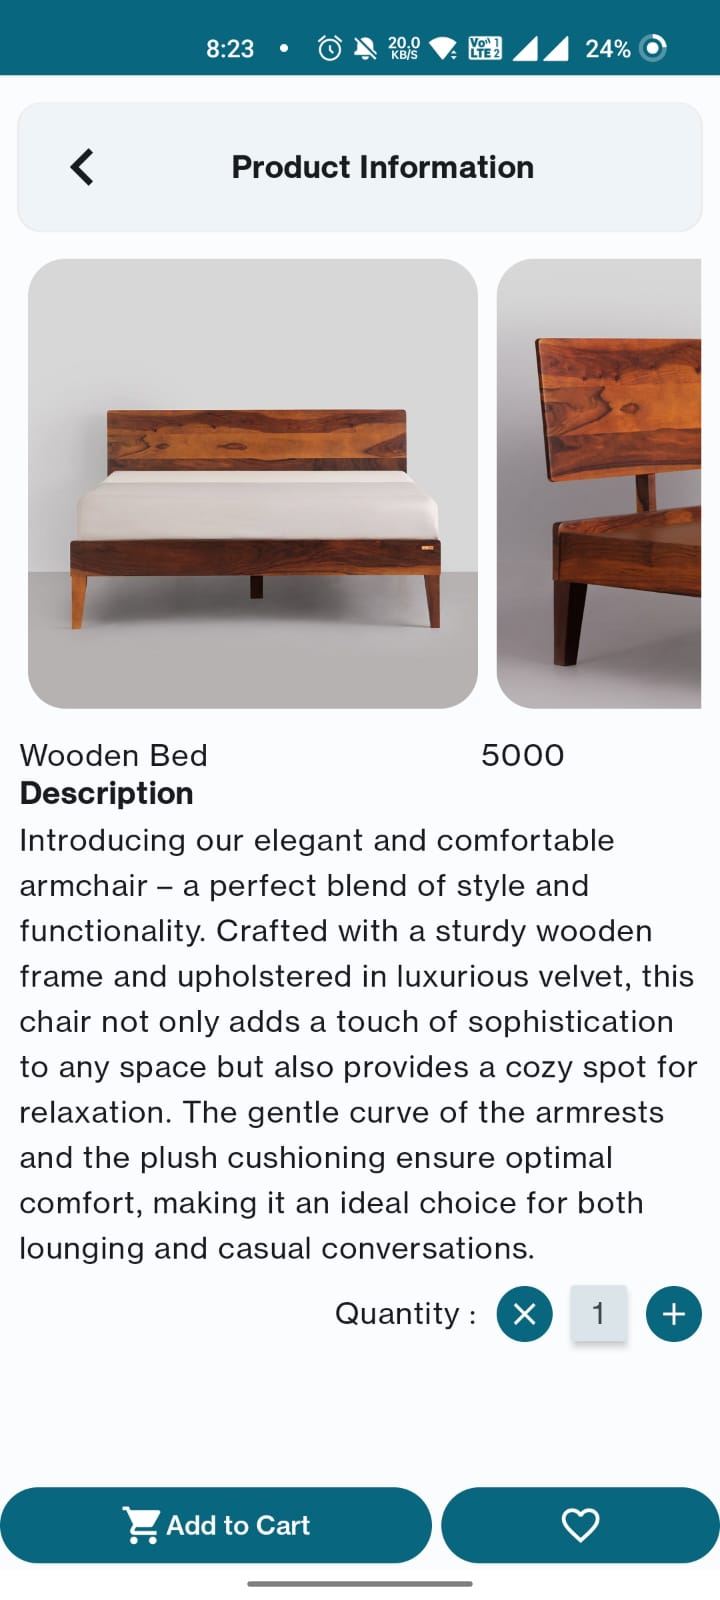 8:23 • 20.0 KB/S Vo 1 LTE 2 24%
Product Information
Wooden Bed 5000
Description
Introducing our elegant and comfortable
armchair – a perfect blend of style and
functionality. Crafted with a sturdy wooden
frame and upholstered in luxurious velvet, this
chair not only adds a touch of sophistication
to any space but also provides a cozy spot for
relaxation. The gentle curve of the armrests
and the plush cushioning ensure optimal
comfort, making it an ideal choice for both
lounging and casual conversations.
Quantity : 1
Add to Cart